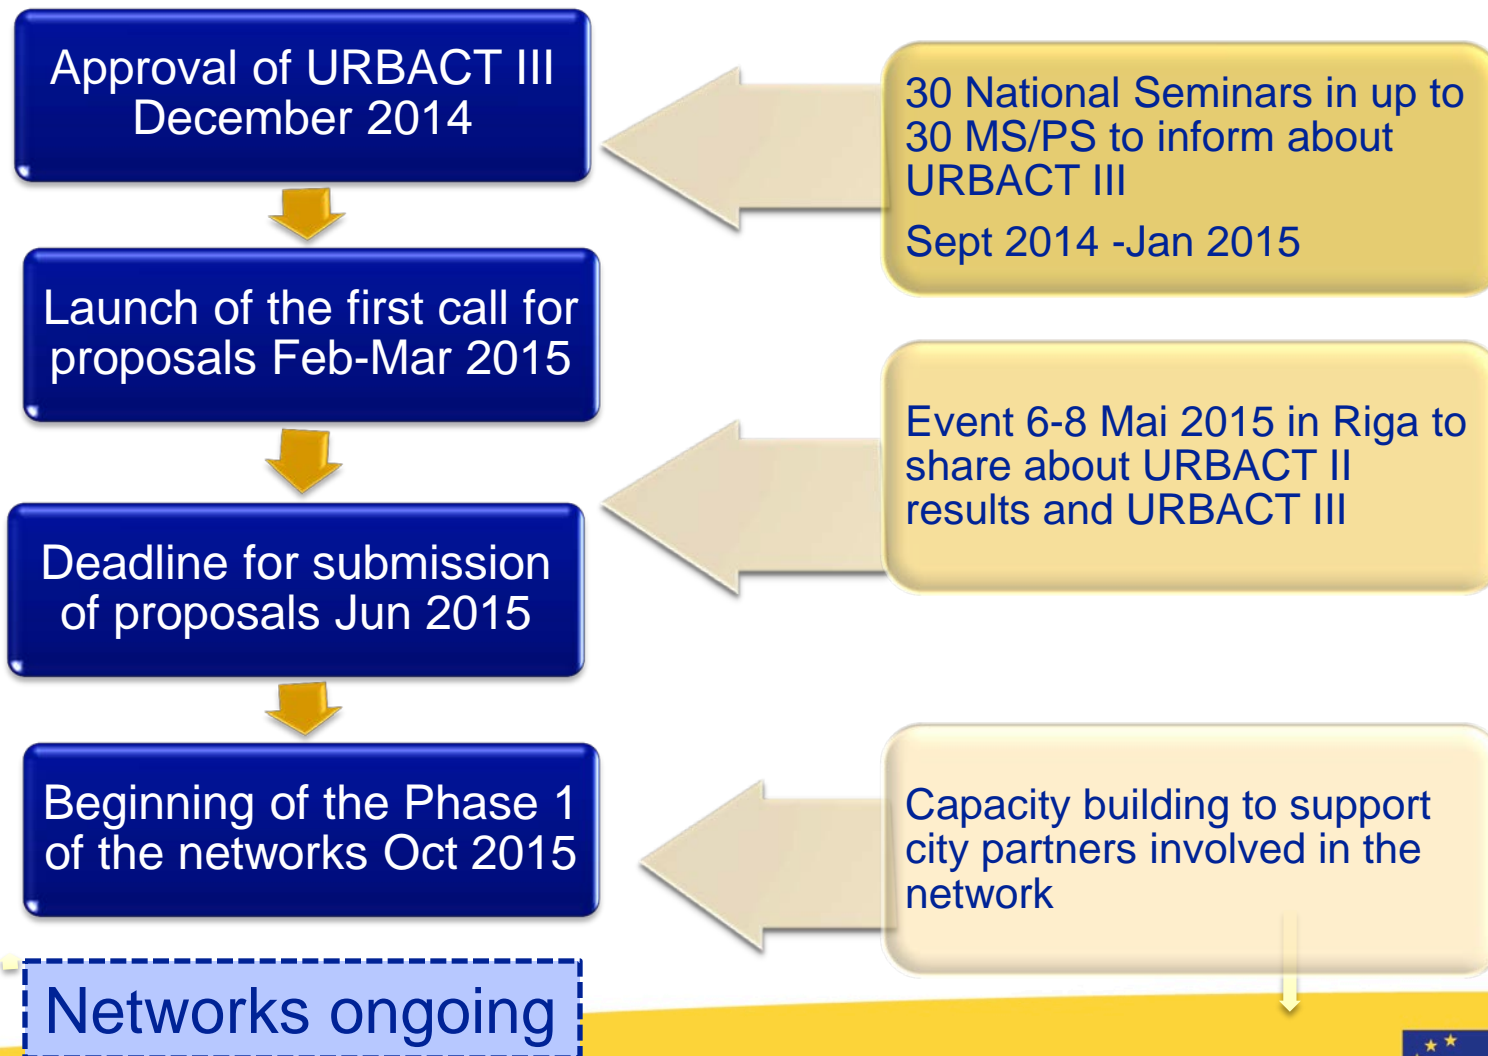 Approval of URBACT III
December 2014
30 National Seminars in up to
30 MS/PS to inform about
URBACT III
Sept 2014 -Jan 2015
Launch of the first call for
proposals Feb-Mar 2015
Event 6-8 Mai 2015 in Riga to
share about URBACT II
results and URBACT III
Deadline for submission
of proposals Jun 2015
Beginning of the Phase 1
of the networks Oct 2015
Capacity building to support
city partners involved in the
network
Networks ongoing